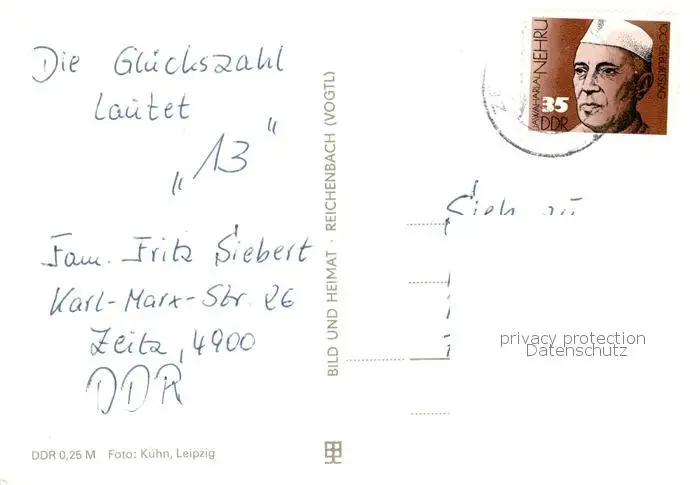 Die Glückszahl
lautet
„13“
Fam. Fritz Siebert
Karl-Marx-Str. 26
Zeitz, 4900
DDR
DDR 0,25 M Foto: Kühn, Leipzig
BILD UND HEIMAT · REICHENBACH (VOGTL)
JAWAHARLAL NEHRU
100. GEBURTSTAG
35
DDR
privacy protection
Datenschutz